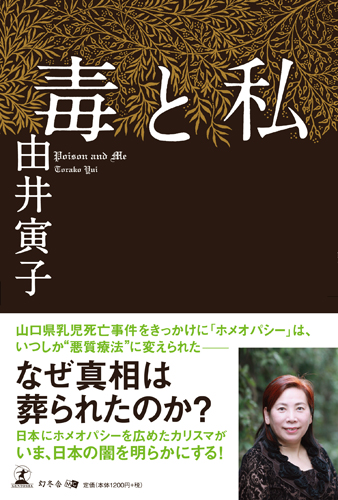 毒と私
Poison and Me
Torako Yui
由井寅子
山口県乳児死亡事件をきっかけに「ホメオパシー」は、
いつしか“悪質療法”に変えられた——
なぜ真相は
葬られたのか?
日本にホメオパシーを広めたカリスマが
いま、日本の闇を明らかにする!
幻冬舎
定価(本体1200円+税)